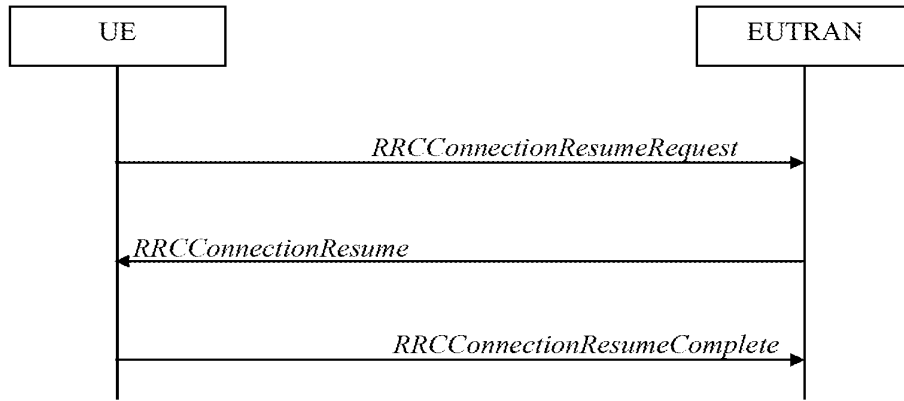 UE
EUTRAN
RRCConnectionResumeRequest
RRCConnectionResume
RRCConnectionResumeComplete